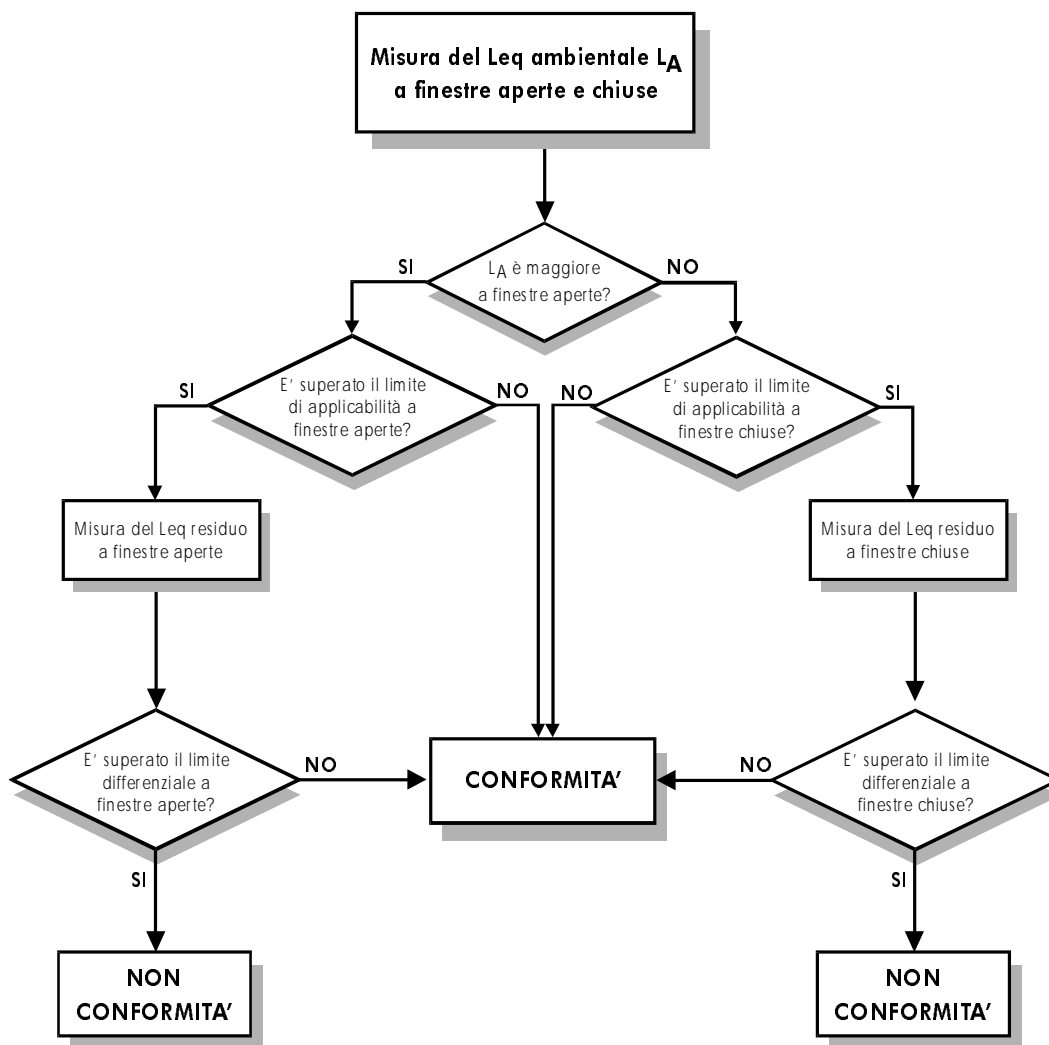 Misura del Leq ambientale LA
a finestre aperte e chiuse
SI
LA è maggiore
a finestre aperte?
NO
SI
E' superato il limite
di applicabilità a
finestre aperte?
NO
NO
E' superato il limite
di applicabilità a
finestre chiuse?
SI
Misura del Leq residuo
a finestre aperte
Misura del Leq residuo
a finestre chiuse
E' superato il limite
differenziale a
finestre aperte?
NO
CONFORMITA'
NO
E' superato il limite
differenziale a
finestre chiuse?
SI
SI
NON
CONFORMITA'
NON
CONFORMITA'